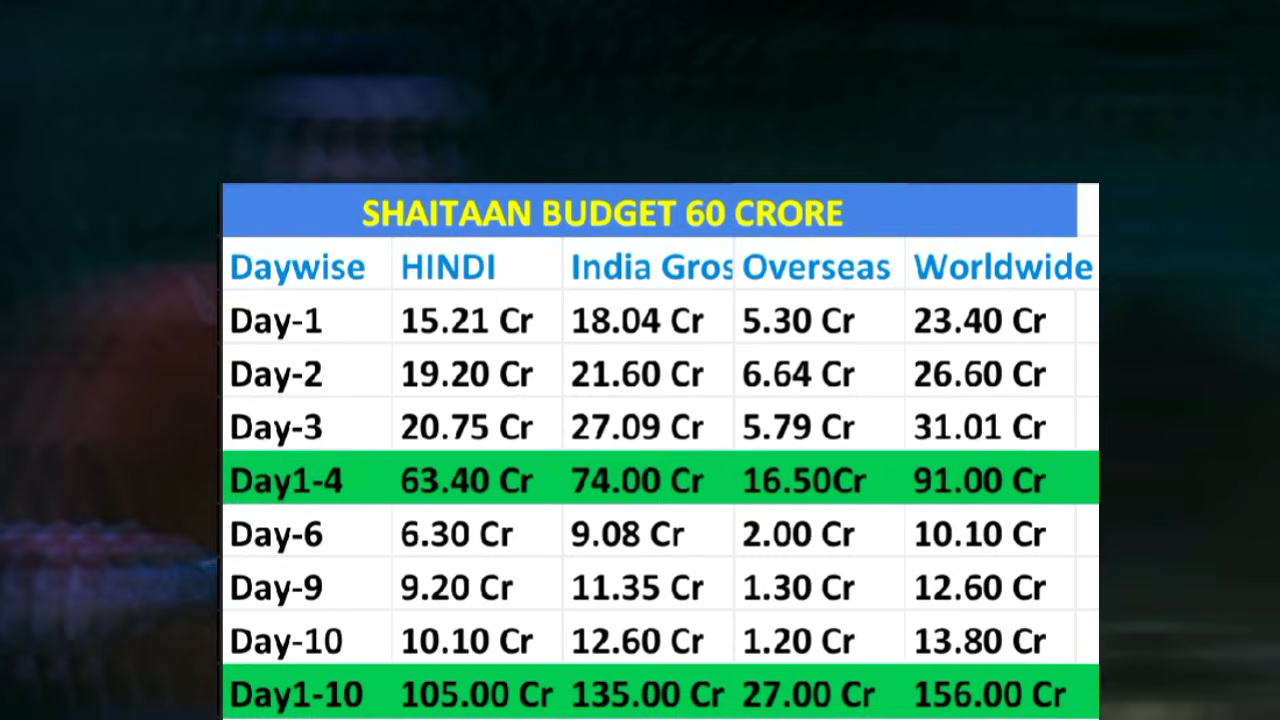 SHAITAAN BUDGET 60 CRORE
Daywise HINDI India Gros Overseas Worldwide
Day-1 15.21 Cr 18.04 Cr 5.30 Cr 23.40 Cr
Day-2 19.20 Cr 21.60 Cr 6.64 Cr 26.60 Cr
Day-3 20.75 Cr 27.09 Cr 5.79 Cr 31.01 Cr
Day1-4 63.40 Cr 74.00 Cr 16.50Cr 91.00 Cr
Day-6 6.30 Cr 9.08 Cr 2.00 Cr 10.10 Cr
Day-9 9.20 Cr 11.35 Cr 1.30 Cr 12.60 Cr
Day-10 10.10 Cr 12.60 Cr 1.20 Cr 13.80 Cr
Day1-10 105.00 Cr 135.00 Cr 27.00 Cr 156.00 Cr